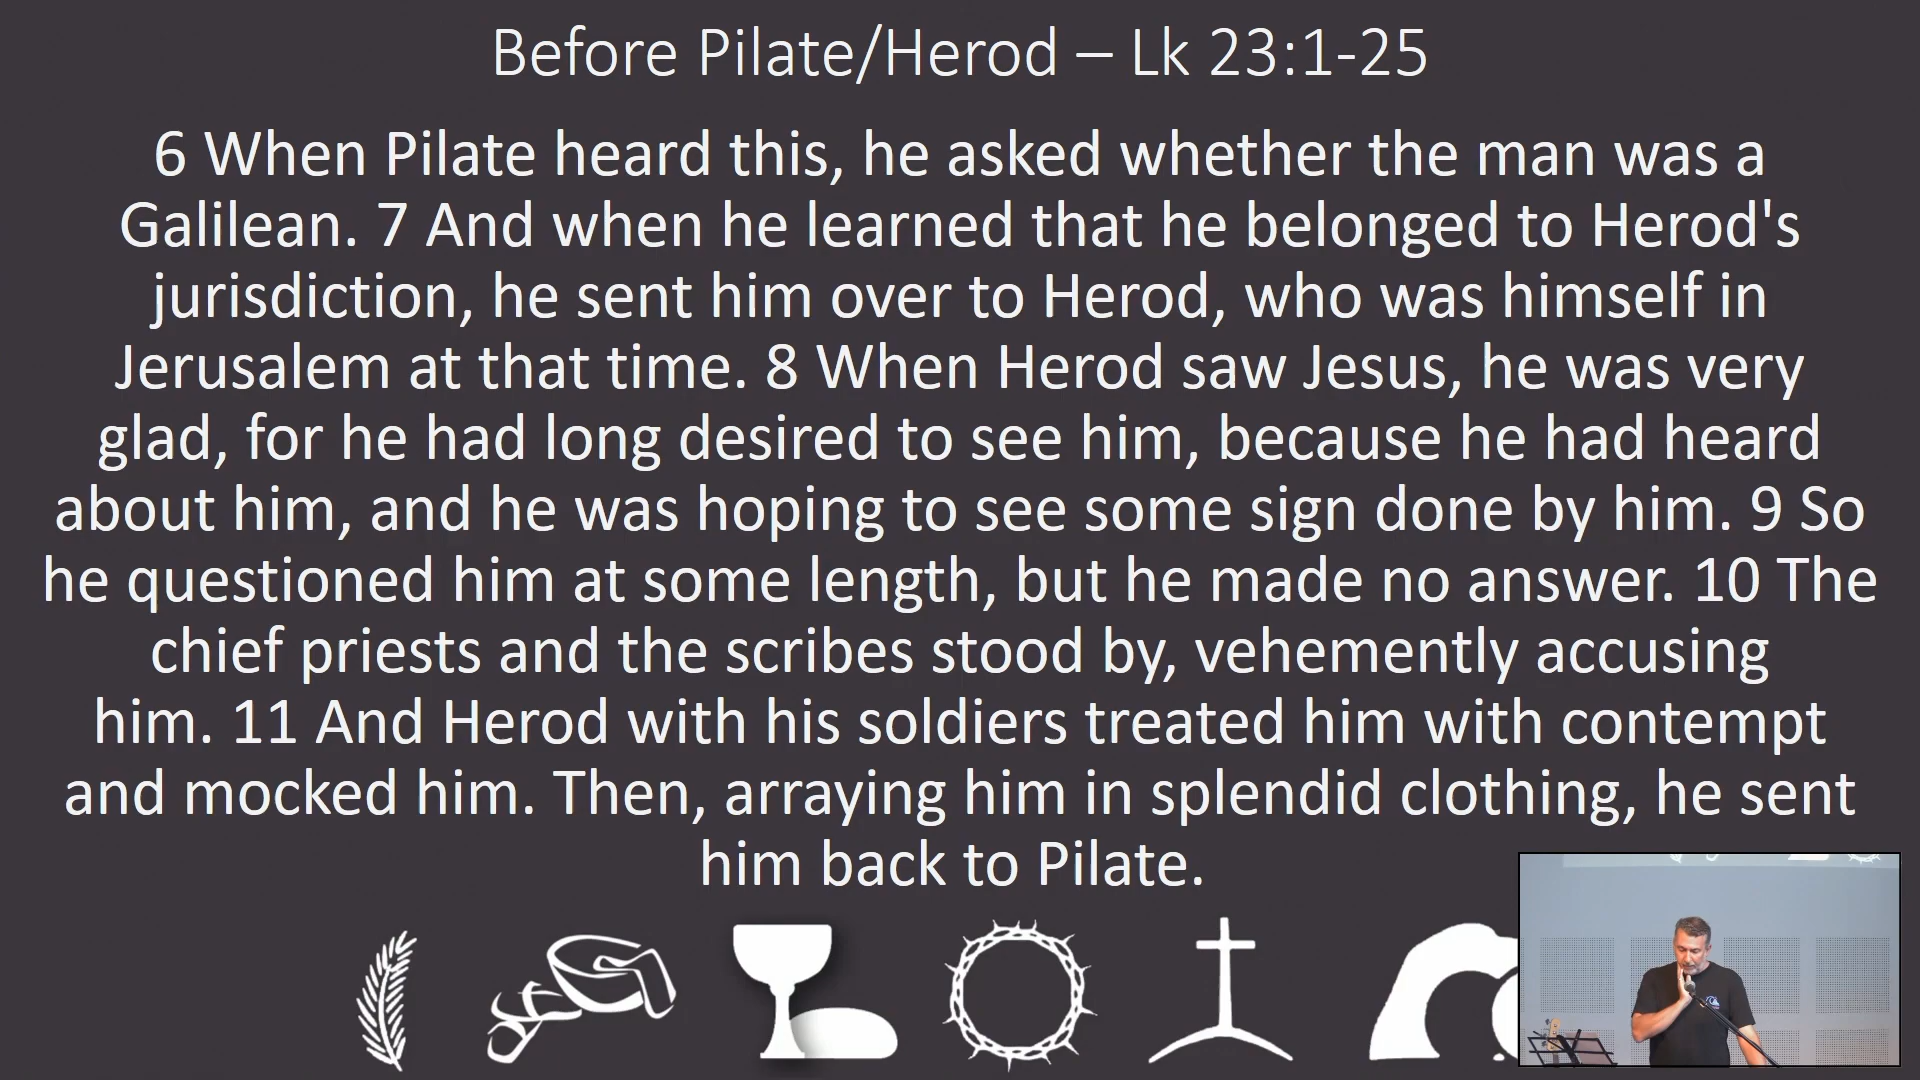 Before Pilate/Herod – Lk 23:1-25
6 When Pilate heard this, he asked whether the man was a
Galilean. 7 And when he learned that he belonged to Herod's
jurisdiction, he sent him over to Herod, who was himself in
Jerusalem at that time. 8 When Herod saw Jesus, he was very
glad, for he had long desired to see him, because he had heard
about him, and he was hoping to see some sign done by him. 9 So
he questioned him at some length, but he made no answer. 10 The
chief priests and the scribes stood by, vehemently accusing
him. 11 And Herod with his soldiers treated him with contempt
and mocked him. Then, arraying him in splendid clothing, he sent
him back to Pilate.